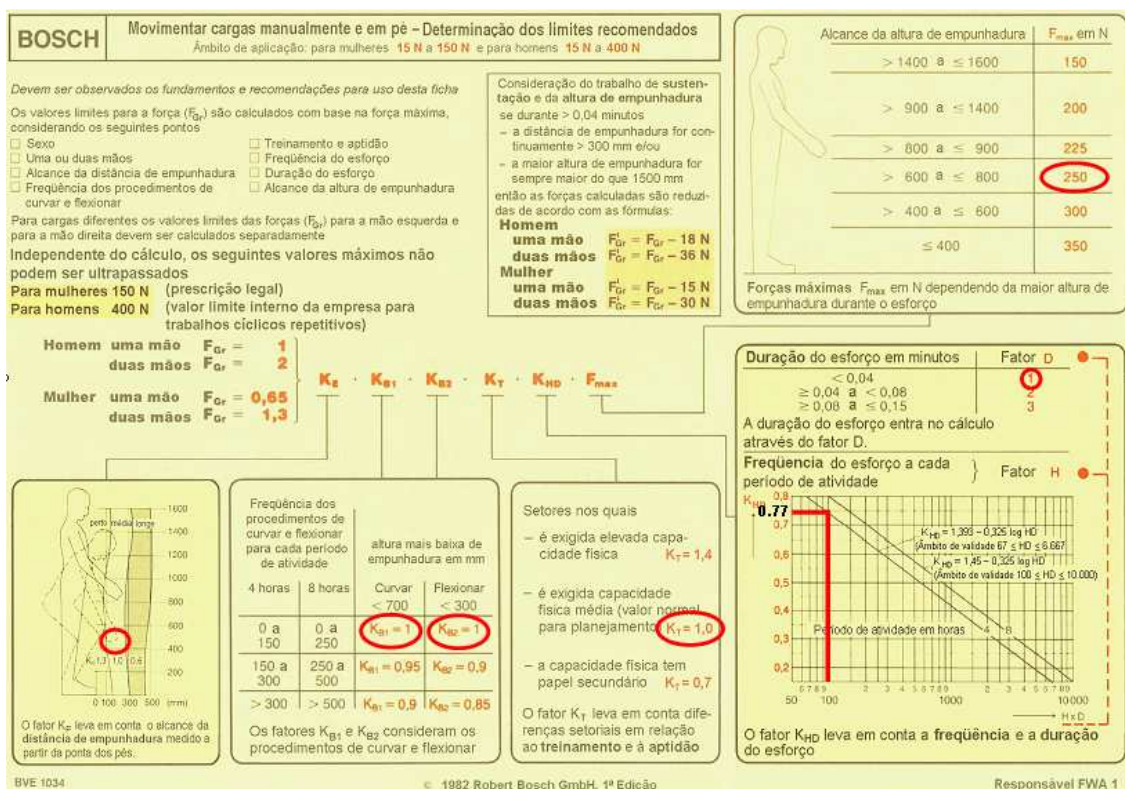 BOSCH
Movimentar cargas manualmente e em pè – Determinação dos limites recomendados
Âmbito de aplicação: para mulheres 15 N a 150 N e para homens 15 N a 400 N
Devem ser observados os fundamentos e recomendações para uso desta ficha
Os valores limites para a força (FGr) são calculados com base na força máxima,
considerando os seguintes pontos
Sexo
Uma ou duas mãos
Alcance da distância de empunhadura
Freqüência dos procedimentos de
curvar e flexionar
Treinamento e aptidão
Freqüência do esforço
Duração do esforço
Alcance da altura de empunhadura
Para cargas diferentes os valores limites das forças (FGr) para a mão esquerda e
para a mão direita devem ser calculados separadamente
Independente do cálculo, os seguintes valores máximos não
podem ser ultrapassados
Para mulheres 150 N (prescrição legal)
Para homens 400 N (valor limite interno da empresa para
trabalhos cíclicos repetitivos)
Consideração do trabalho de susten-
tação e da altura de empunhadura
se durante > 0,04 minutos
– a distância de empunhadura for con-
tinuamente > 300 mm e/ou
– a maior altura de empunhadura for
sempre maior do que 1500 mm
então as forças calculadas são reduzi-
das de acordo com as fórmulas:
Homem
uma mão F'Gr = FGr – 18 N
duas mãos F'Gr = FGr – 36 N
Mulher
uma mão F'Gr = FGr – 15 N
duas mãos F'Gr = FGr – 30 N
Alcance da altura de empunhadura Fmax em N
> 1400 a ≤ 1600 150
> 900 a ≤ 1400 200
> 800 a ≤ 900 225
> 600 a ≤ 800 250
> 400 a ≤ 600 300
≤ 400 350
Forças máximas Fmax em N dependendo da maior altura de
empunhadura durante o esforço
Homem uma mão FGr = 1
duas mãos FGr = 2
Mulher uma mão FGr = 0,65
duas mãos FGr = 1,3
KE · KB1 · KB2 · KT · KHD · Fmax
Duração do esforço em minutos Fator D
< 0,04 1
≥ 0,04 a < 0,08 2
≥ 0,08 a ≤ 0,15 3
A duração do esforço entra no cálculo
através do fator D.
Freqüencia do esforço a cada
período de atividade
Fator H
KHD
0,8
0.77
0,7
0,6
0,5
0,4
0,3
0,2
KHD = 1,393 – 0,325 log HD
(Âmbito de validade 67 ≤ HD ≤ 6.667
KHD = 1,45 – 0,325 log HD
(Âmbito de validade 100 ≤ HD ≤ 10.000)
Período de atividade em horas 4 8
50 100 1000 10000
H x D
O fator KHD leva em conta a freqüência e a duração
do esforço
perto média longe
1600
1400
1200
1000
800
600
400
200
KE 1,3 1,0 0,6
0 100 300 500 (mm)
O fator KE leva em conta o alcance da
distância de empunhadura medido a
partir da ponta dos pés.
Freqüência dos
procedimentos de
curvar e flexionar
para cada período
de atividade
altura mais baixa de
empunhadura em mm
4 horas 8 horas Curvar Flexionar
< 700 < 300
0 a 150 0 a 250 KB1 = 1 KB2 = 1
150 a 300 250 a 500 KB1 = 0,95 KB2 = 0,9
> 300 > 500 KB1 = 0,9 KB2 = 0,85
Os fatores KB1 e KB2 consideram os
procedimentos de curvar e flexionar
Setores nos quais
– é exigida elevada capa-
cidade física KT = 1,4
– é exigida capacidade
física média (valor normal
para planejamento) KT = 1,0
– a capacidade física tem
papel secundário KT = 0,7
O fator KT leva em conta dife-
renças setoriais em relação
ao treinamento e à aptidão
BVE 1034
© 1982 Robert Bosch GmbH, 1ª Edição
Responsável FWA 1